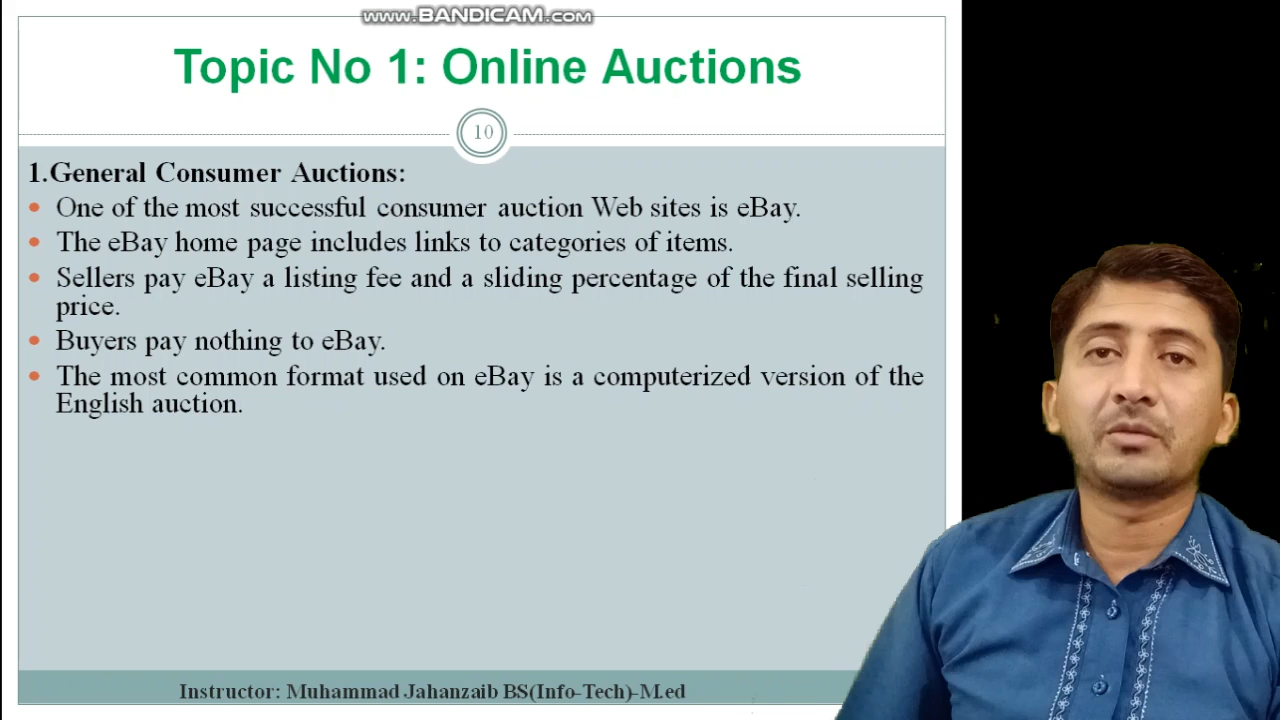 www.BANDICAM.com
Topic No 1: Online Auctions
10
1.General Consumer Auctions:
• One of the most successful consumer auction Web sites is eBay.
• The eBay home page includes links to categories of items.
• Sellers pay eBay a listing fee and a sliding percentage of the final selling
price.
• Buyers pay nothing to eBay.
• The most common format used on eBay is a computerized version of the
English auction.
Instructor: Muhammad Jahanzaib BS(Info-Tech)-M.ed